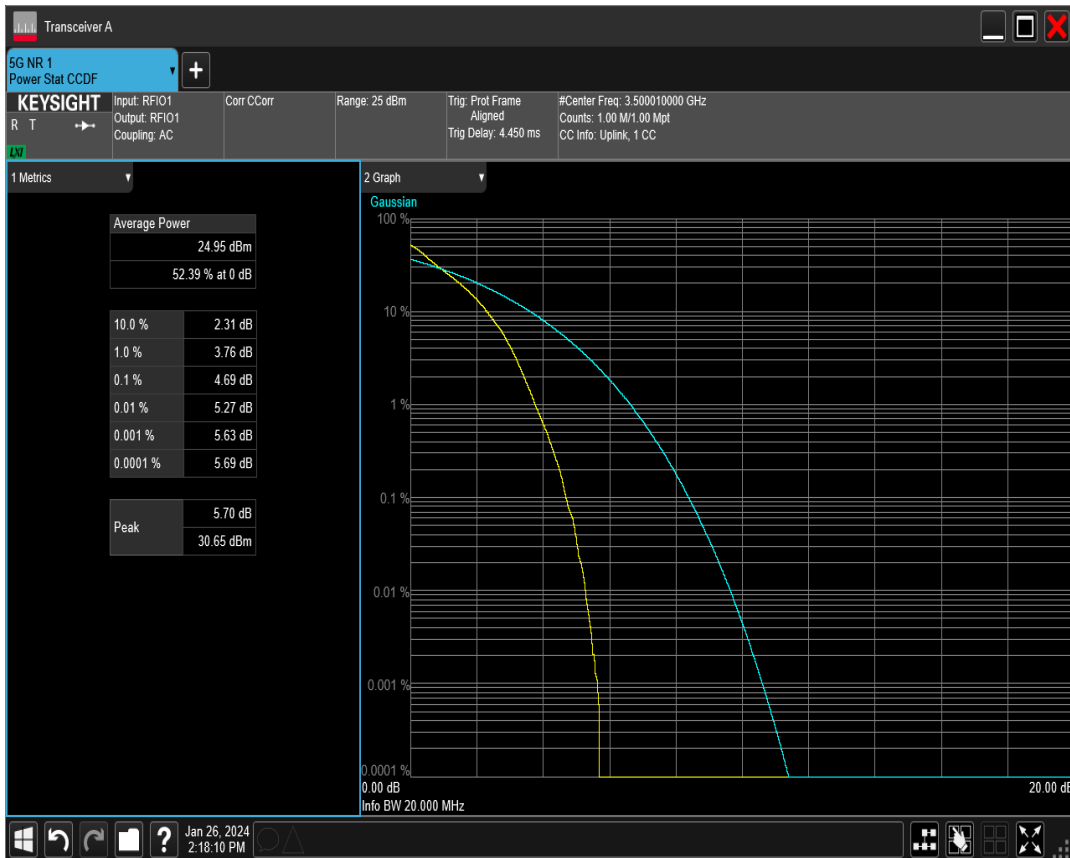 Transceiver A
5G NR 1
Power Stat CCDF
+
KEYSIGHT
R T
LXI
Input: RFIO1
Output: RFIO1
Coupling: AC
Corr CCorr
Range: 25 dBm
Trig: Prot Frame
Aligned
Trig Delay: 4.450 ms
#Center Freq: 3.500010000 GHz
Counts: 1.00 M/1.00 Mpt
CC Info: Uplink, 1 CC
1 Metrics
Average Power
24.95 dBm
52.39 % at 0 dB
10.0 % 2.31 dB
1.0 % 3.76 dB
0.1 % 4.69 dB
0.01 % 5.27 dB
0.001 % 5.63 dB
0.0001 % 5.69 dB
Peak
5.70 dB
30.65 dBm
2 Graph
Gaussian
100 %
10 %
1 %
0.1 %
0.01 %
0.001 %
0.0001 %
0.00 dB 20.00 dB
Info BW 20.000 MHz
?
Jan 26, 2024
2:18:10 PM